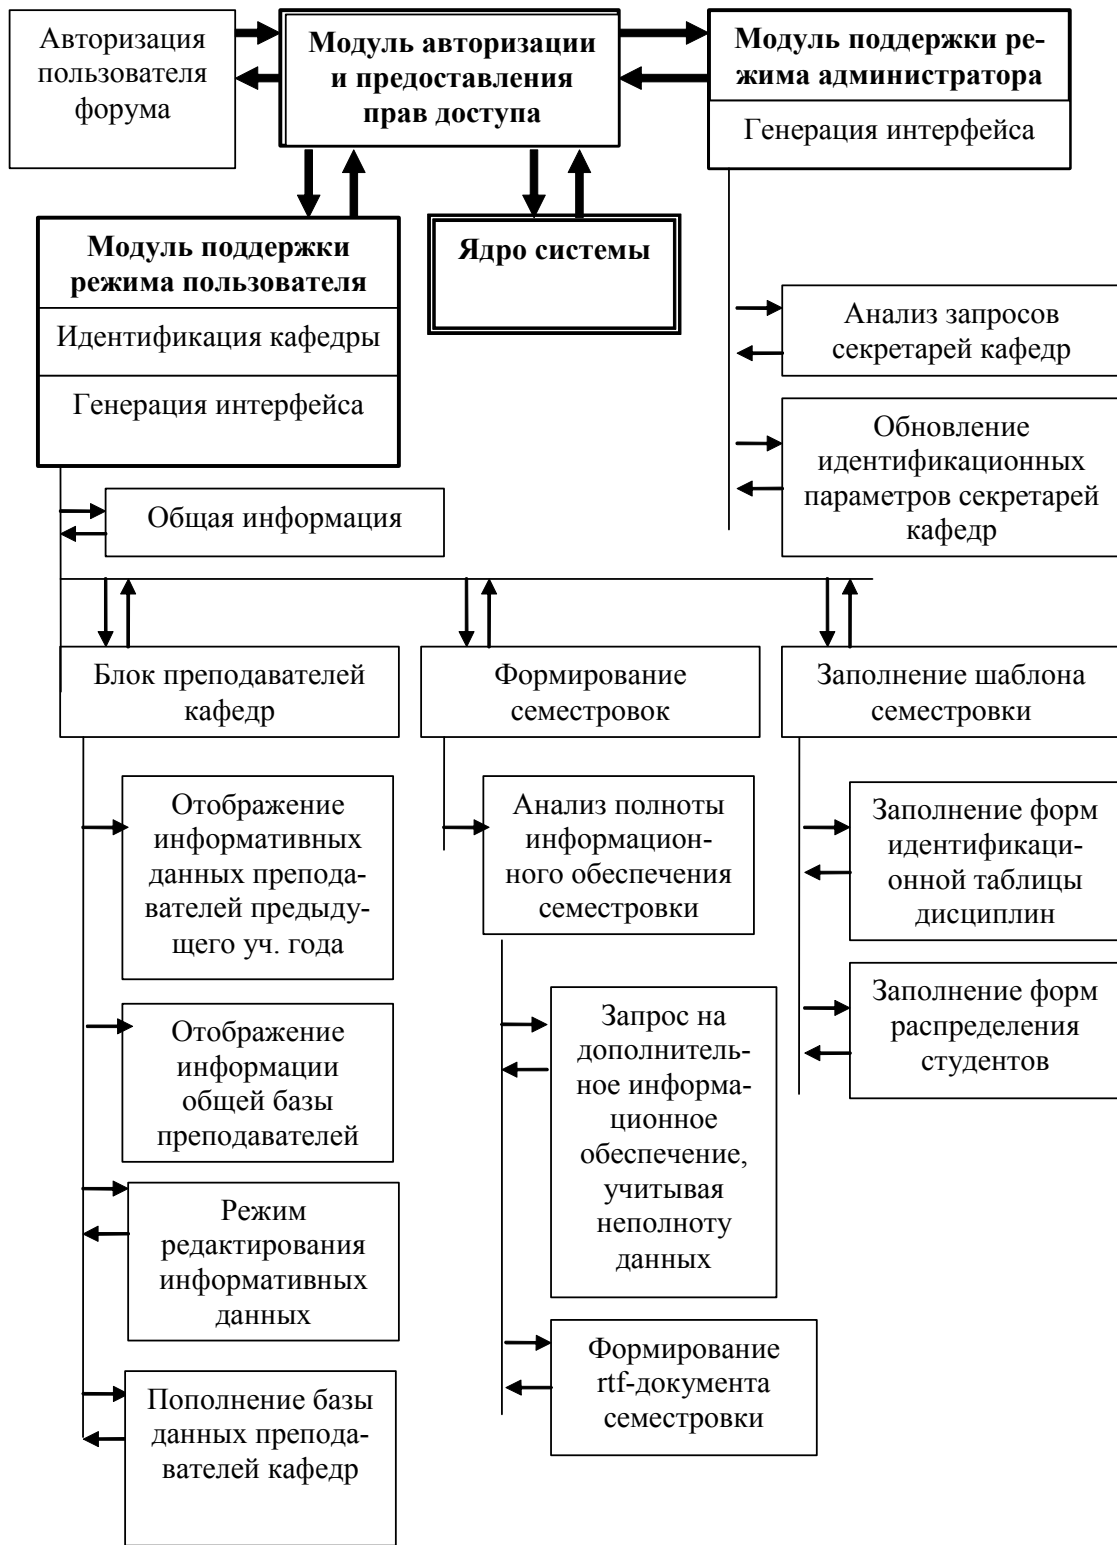 Авторизация
пользователя
форума
Модуль авторизации
и предоставления
прав доступа
Модуль поддержки ре-
жима администратора
Генерация интерфейса
Модуль поддержки
режима пользователя
Идентификация кафедры
Генерация интерфейса
Ядро системы
Анализ запросов
секретарей кафедр
Обновление
идентификационных
параметров секретарей
кафедр
Общая информация
Блок преподавателей
кафедр
Формирование
семестровок
Заполнение шаблона
семестровки
Отображение
информативных
данных препода-
вателей предыду-
щего уч. года
Отображение
информации
общей базы
преподавателей
Режим
редактирования
информативных
данных
Пополнение базы
данных препода-
вателей кафедр
Анализ полноты
информацион-
ного обеспечения
семестровки
Запрос на
дополнитель-
ное информа-
ционное
обеспечение,
учитывая
неполноту
данных
Формирование
rtf-документа
семестровки
Заполнение форм
идентификаци-
онной таблицы
дисциплин
Заполнение форм
распределения
студентов